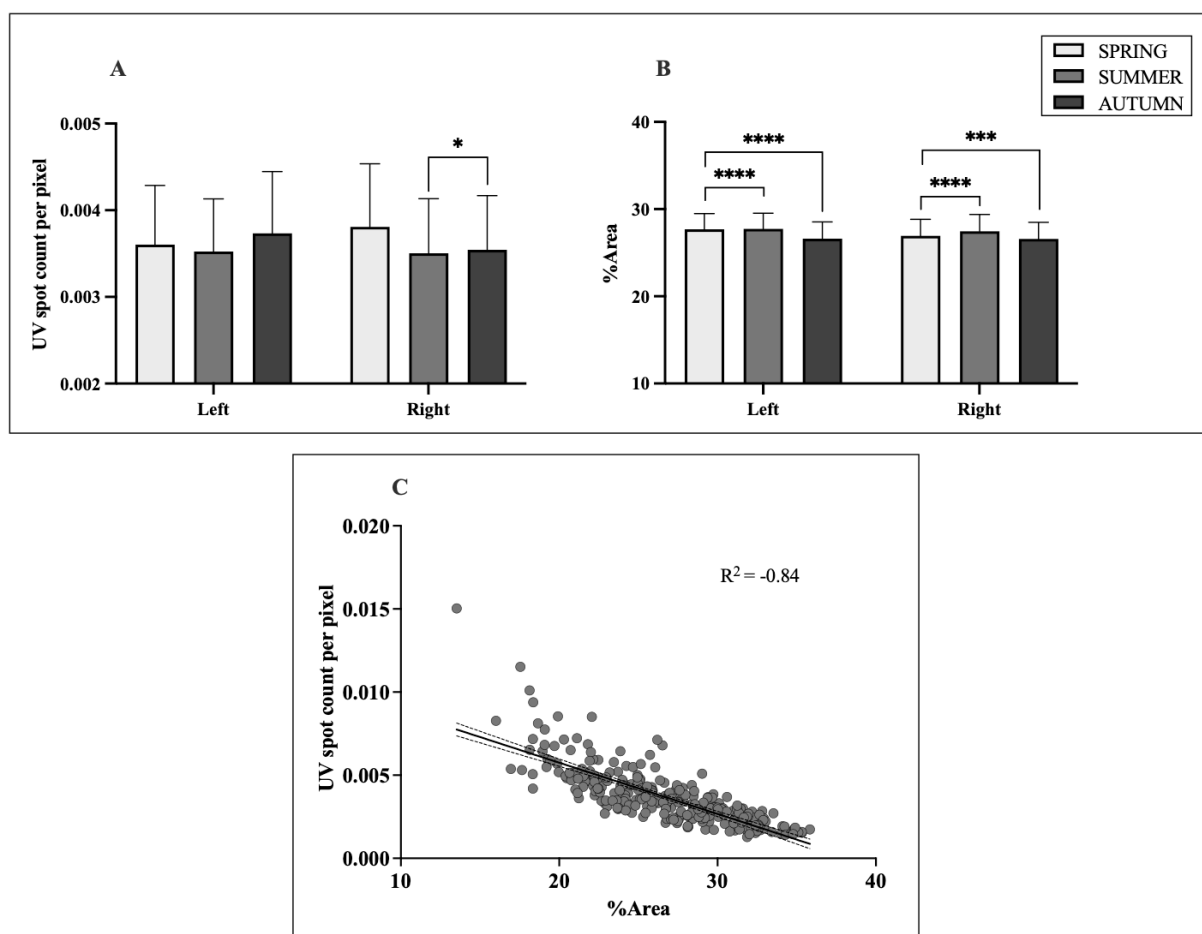 A
B
SPRING
SUMMER
AUTUMN
UV spot count per pixel
0.005
0.004
0.003
0.002
*
Left
Right
%Area
40
30
20
10
****
****
***
****
Left
Right
C
UV spot count per pixel
0.020
0.015
0.010
0.005
0.000
R² = -0.84
10
20
30
40
%Area